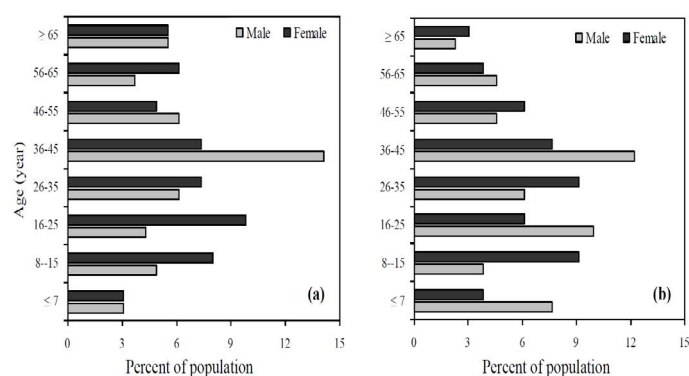 Male Female
≥ 65
56-65
46-55
36-45
26-35
16-25
8--15
≤ 7
Age (year)
(a)
0 3 6 9 12 15
Percent of population
Male Female
≥ 65
56-65
46-55
36-45
26-35
16-25
8--15
≤ 7
(b)
0 3 6 9 12 15
Percent of population